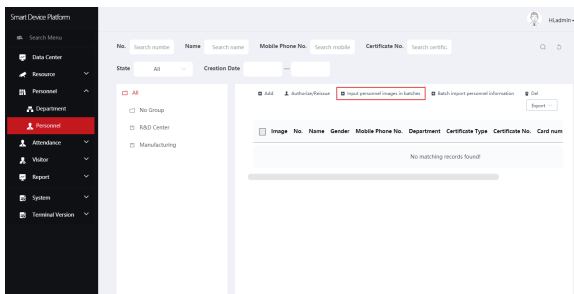 Smart Device Platform
Hi,admin
Search Menu
Data Center
Resource
Personnel
Department
Personnel
Attendance
Visitor
Report
System
Terminal Version
No. Search numbe Name Search name Mobile Phone No. Search mobile Certificate No. Search certific
State All Creation Date —
All
No Group
R&D Center
Manufacturing
Add Authorize/Reissue Input personnel images in batches Batch import personnel information Del
Export
Image No. Name Gender Mobile Phone No. Department Certificate Type Certificate No. Card num
No matching records found!